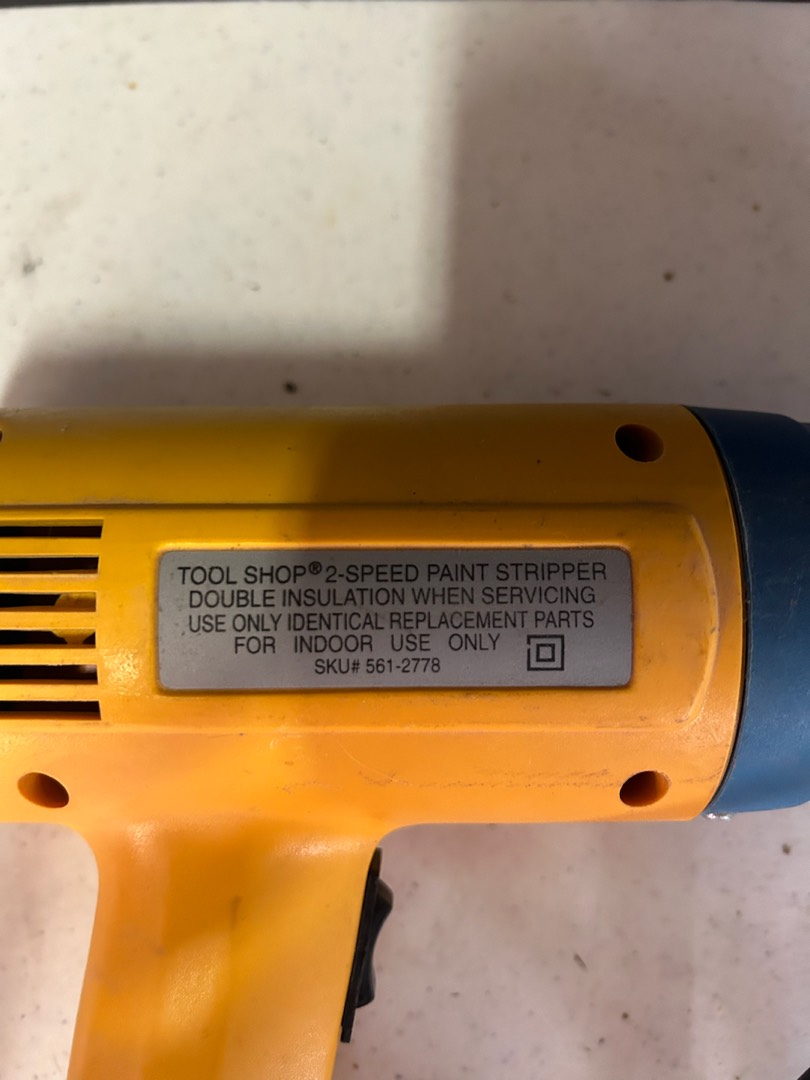 TOOL SHOP® 2-SPEED PAINT STRIPPER
DOUBLE INSULATION WHEN SERVICING
USE ONLY IDENTICAL REPLACEMENT PARTS
FOR INDOOR USE ONLY
SKU# 561-2778